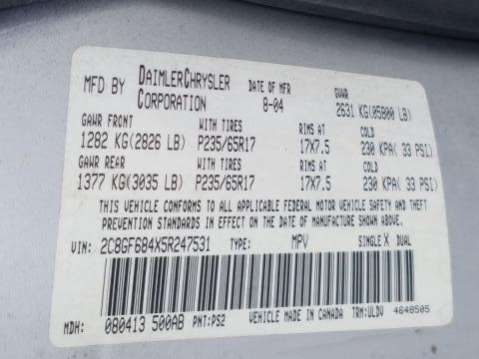 MFD BY DAIMLERCHRYSLER CORPORATION DATE OF MFR 8-04 GVWR 2631 KG(05800 LB)
GAWR FRONT WITH TIRES RIMS AT COLD
1282 KG(2826 LB) P235/65R17 17X7.5 230 KPA( 33 PSI)
GAWR REAR WITH TIRES RIMS AT COLD
1377 KG(3035 LB) P235/65R17 17X7.5 230 KPA( 33 PSI)
THIS VEHICLE CONFORMS TO ALL APPLICABLE FEDERAL MOTOR VEHICLE SAFETY AND THEFT
PREVENTION STANDARDS IN EFFECT ON THE DATE OF MANUFACTURE SHOWN ABOVE.
VIN: 2C8GF684X5R247531 TYPE: MPV SINGLE X DUAL
MDH: 080413 500AB PNT:PS2 VEHICLE MADE IN CANADA TRM:ULDV 4648505